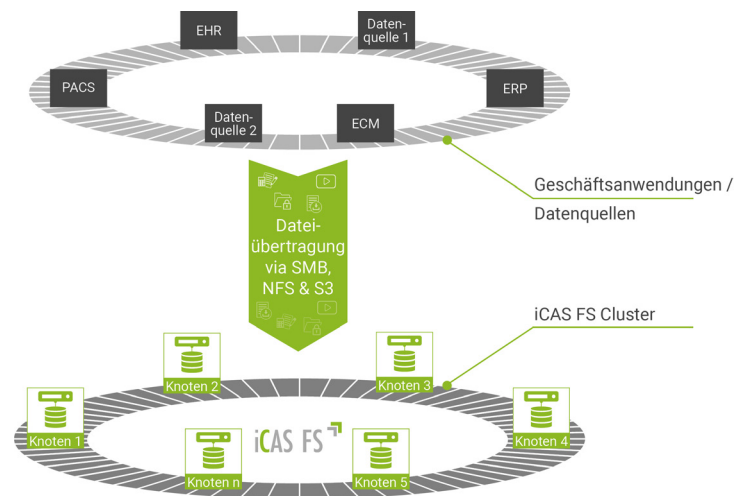 EHR
Daten-
quelle 1
PACS
ERP
Daten-
quelle 2
ECM
Geschäftsanwendungen /
Datenquellen
Datei-
übertragung
via SMB,
NFS & S3
iCAS FS Cluster
Knoten 2
Knoten 3
Knoten 1
Knoten 4
iCAS FS
Knoten n
Knoten 5